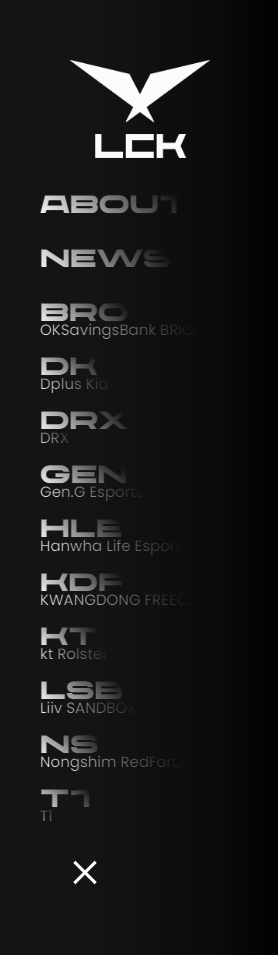 LCK
ABOUT
NEWS
BRO
OKSavingsBank BRIO
DK
Dplus Kia
DRX
DRX
GEN
Gen.G Esports
HLE
Hanwha Life Esports
KDF
KWANGDONG FREEC
KT
kt Rolster
LSB
Liiv SANDBOX
NS
Nongshim RedForce
T1
T1